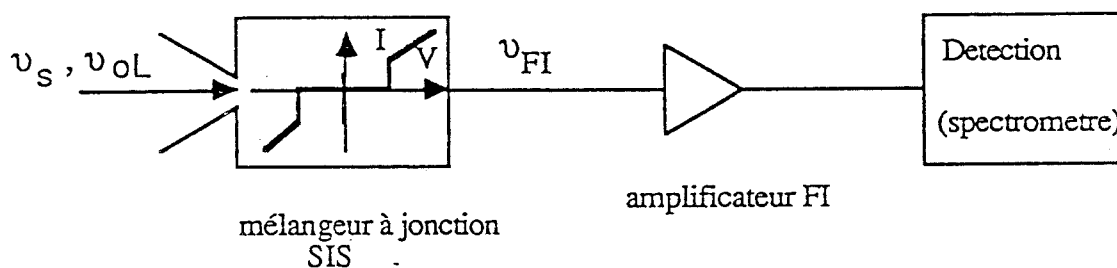 υS , υOL
I
V
υFI
Detection
(spectrometre)
amplificateur FI
mélangeur à jonction
SIS